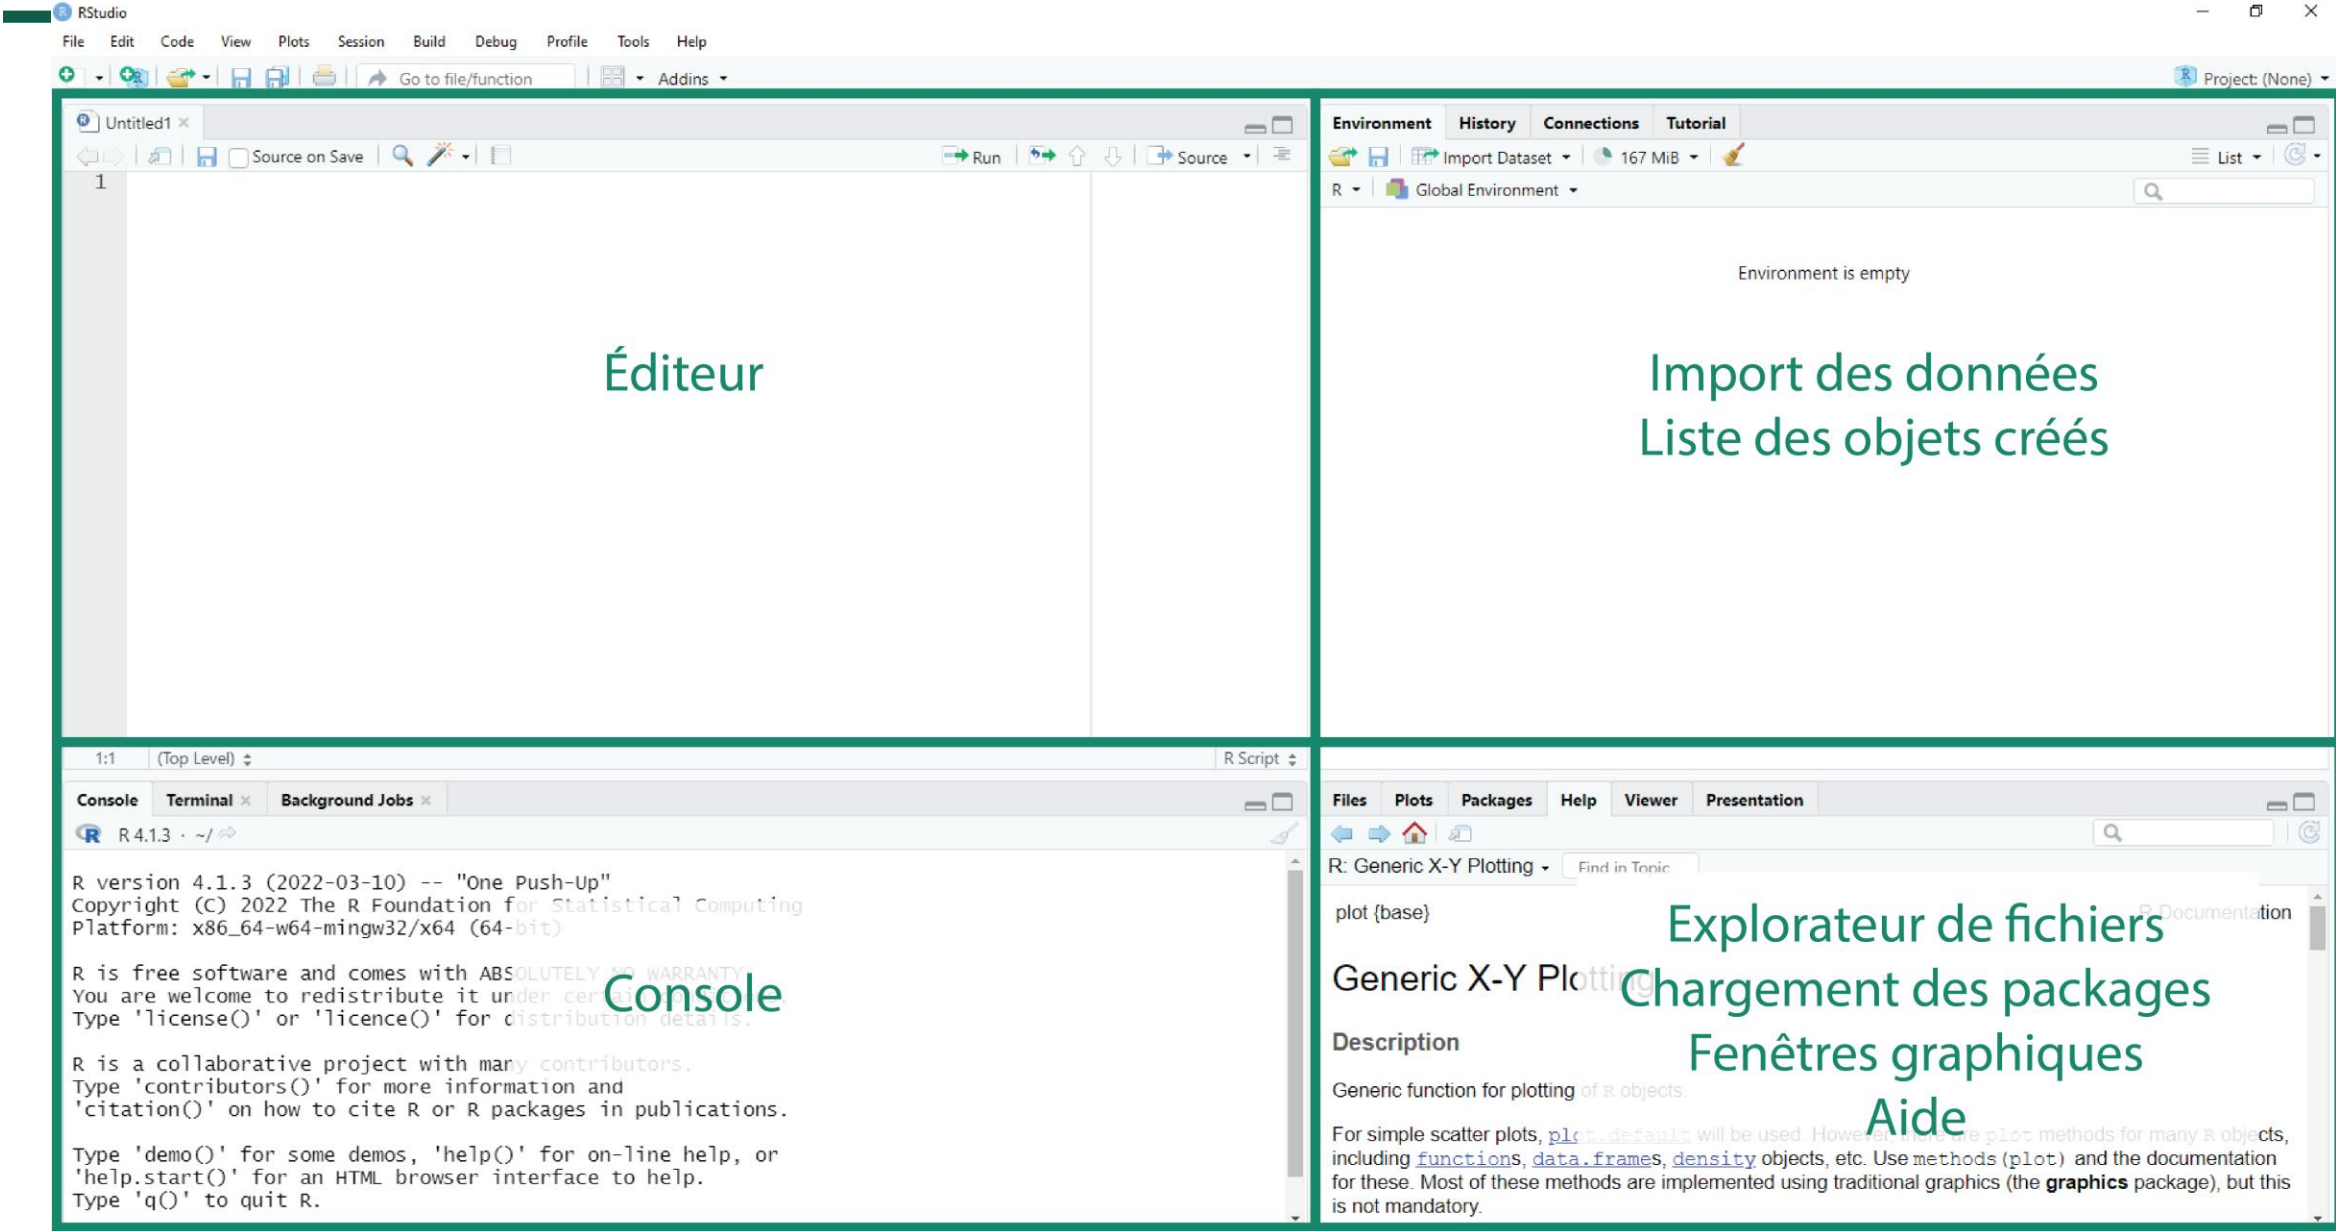 RStudio
File Edit Code View Plots Session Build Debug Profile Tools Help
Go to file/function Addins Project: (None)
Untitled1
Source on Save Run Source
1
Éditeur
1:1 (Top Level) R Script
Environment History Connections Tutorial
Import Dataset 167 MiB List
R Global Environment
Environment is empty
Import des données
Liste des objets créés
Console Terminal Background Jobs
R 4.1.3 · ~/
R version 4.1.3 (2022-03-10) -- "One Push-Up"
Copyright (C) 2022 The R Foundation for Statistical Computing
Platform: x86_64-w64-mingw32/x64 (64-bit)
R is free software and comes with ABSOLUTELY NO WARRANTY
You are welcome to redistribute it under
Type 'license()' or 'licence()' for distribution details.
Console
R is a collaborative project with many contributors.
Type 'contributors()' for more information and
'citation()' on how to cite R or R packages in publications.
Type 'demo()' for some demos, 'help()' for on-line help, or
'help.start()' for an HTML browser interface to help.
Type 'q()' to quit R.
Files Plots Packages Help Viewer Presentation
R: Generic X-Y Plotting Find in Topic
plot {base} R Documentation
Generic X-Y Plotting
Description
Generic function for plotting of R objects.
For simple scatter plots, plot.default will be used. However, there are plot methods for many R objects,
including functions, data.frames, density objects, etc. Use methods(plot) and the documentation
for these. Most of these methods are implemented using traditional graphics (the graphics package), but this
is not mandatory.
Explorateur de fichiers
Chargement des packages
Fenêtres graphiques
Aide